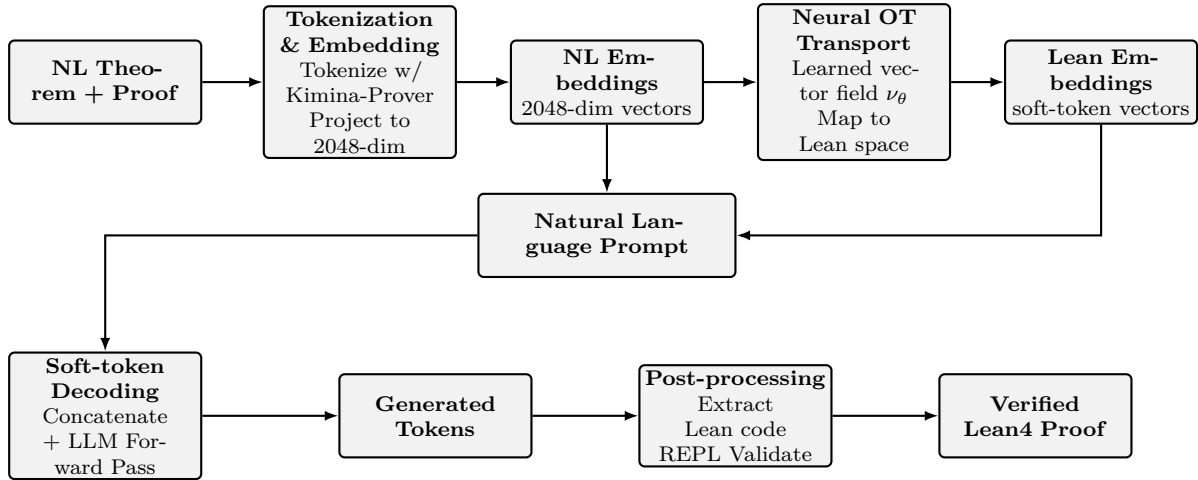 NL Theo-
rem + Proof
Tokenization
& Embedding
Tokenize w/
Kimina-Prover
Project to
2048-dim
NL Em-
beddings
2048-dim vectors
Neural OT
Transport
Learned vec-
tor field νθ
Map to
Lean space
Lean Em-
beddings
soft-token vectors
Natural Lan-
guage Prompt
Soft-token
Decoding
Concatenate
+ LLM For-
ward Pass
Generated
Tokens
Post-processing
Extract
Lean code
REPL Validate
Verified
Lean4 Proof